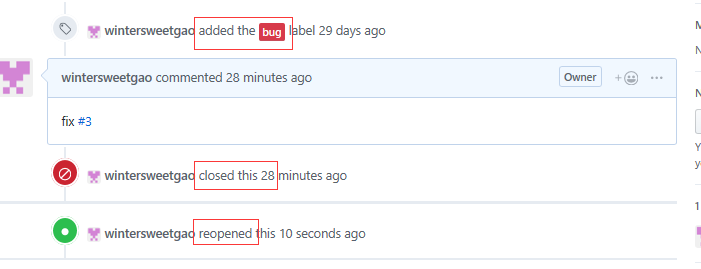 wintersweetgao added the bug label 29 days ago
wintersweetgao commented 28 minutes ago
Owner
fix #3
wintersweetgao closed this 28 minutes ago
wintersweetgao reopened this 10 seconds ago